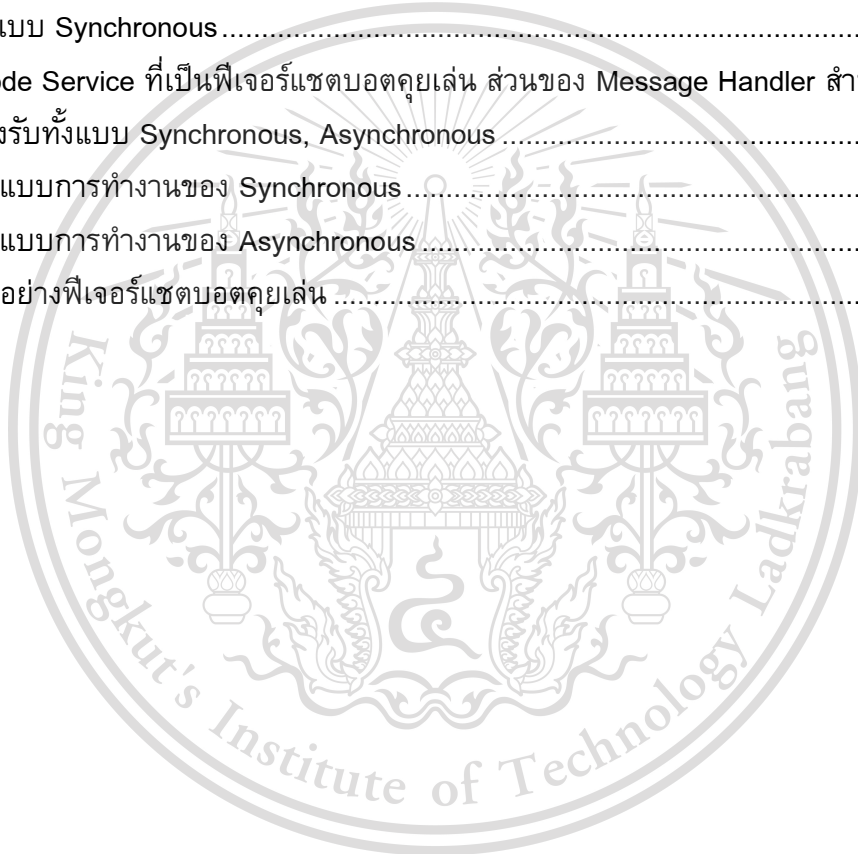 แบบ Synchronous
ode Service ที่เป็นฟีเจอร์แชตบอตคุยเล่น ส่วนของ Message Handler สำ
งรับทั้งแบบ Synchronous, Asynchronous
แบบการทำงานของ Synchronous
แบบการทำงานของ Asynchronous
อย่างฟีเจอร์แชตบอตคุยเล่น
King Mongkut's Institute of Technology Ladkrabang